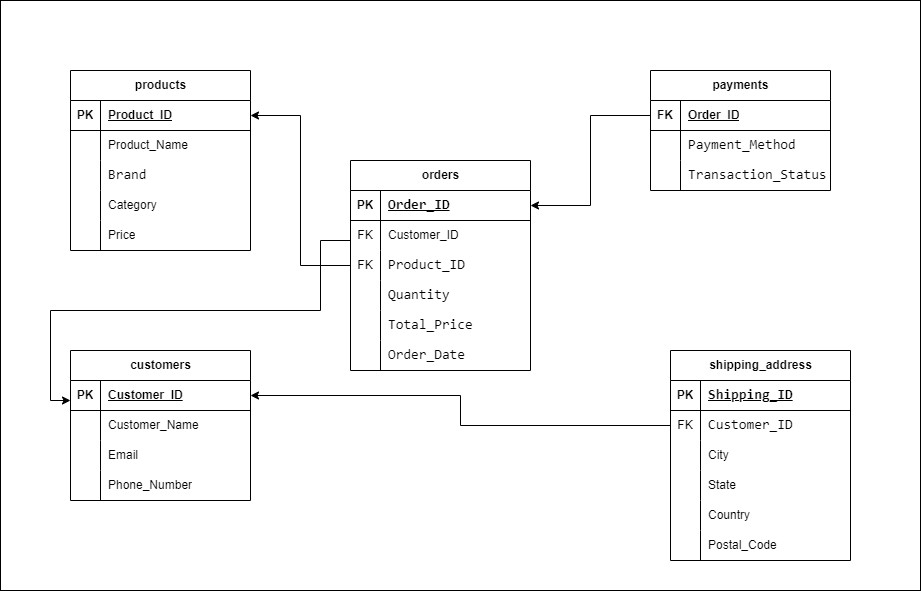 products
PK Product_ID
Product_Name
Brand
Category
Price
payments
FK Order_ID
Payment_Method
Transaction_Status
orders
PK Order_ID
FK Customer_ID
FK Product_ID
Quantity
Total_Price
Order_Date
customers
PK Customer_ID
Customer_Name
Email
Phone_Number
shipping_address
PK Shipping_ID
FK Customer_ID
City
State
Country
Postal_Code